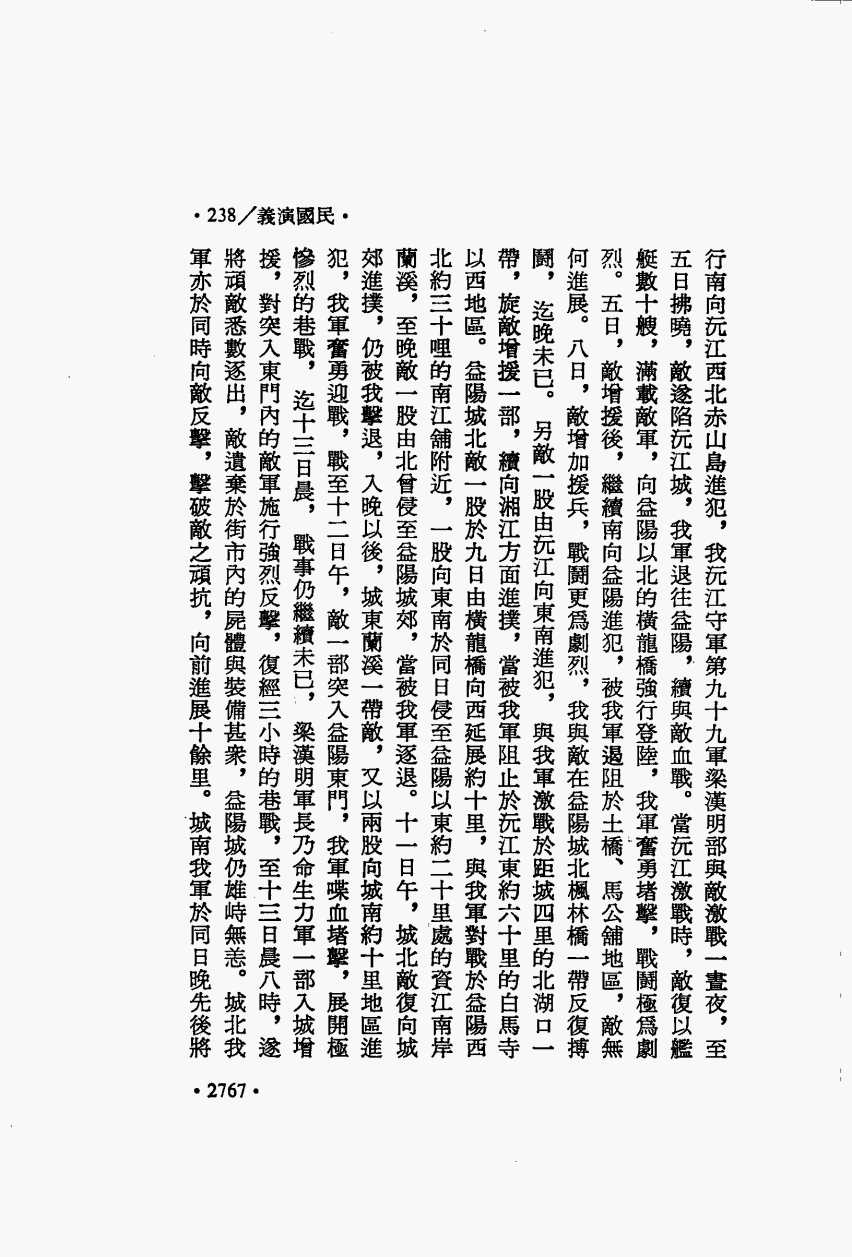 •238／義演國民•
行南向沅江西北赤山島進犯，我沅江守軍第九十九軍梁漢明部與敵激戰一晝夜，至
五日拂曉，敵遂陷沅江城，我軍退往益陽，續與敵血戰。當沅江激戰時，敵復以艦
艇數十艘，滿載敵軍，向益陽以北的橫龍橋強行登陸，我軍奮勇堵擊，戰鬪極爲劇
烈。五日，敵增援後，繼續南向益陽進犯，被我軍遏阻於土橋、馬公舖地區，敵無
何進展。八日，敵增加援兵，戰鬪更爲劇烈，我與敵在益陽城北楓林橋一帶反復搏
鬪，迄晚未已。另敵一股由沅江向東南進犯，與我軍激戰於距城四里的北湖口一
帶，旋敵增援一部，續向湘江方面進撲，當被我軍阻止於沅江東約六十里的白馬寺
以西地區。益陽城北敵一股於九日由橫龍橋向西延展約十里，與我軍對戰於益陽西
北約三十哩的南江舖附近，一股向東南於同日侵至益陽以東約二十里處的資江南岸
蘭溪，至晚敵一股由北曾侵至益陽城郊，當被我軍逐退。十一日午，城北敵復向城
郊進撲，仍被我擊退，入晚以後，城東蘭溪一帶敵，又以兩股向城南約十里地區進
犯，我軍奮勇迎戰，戰至十二日午，敵一部突入益陽東門，我軍喋血堵擊，展開極
慘烈的巷戰，迄十三日晨，戰事仍繼續未已，梁漢明軍長乃命生力軍一部入城增
援，對突入東門內的敵軍施行強烈反擊，復經三小時的巷戰，至十三日晨八時，遂
將頑敵悉數逐出，敵遺棄於街市內的屍體與裝備甚衆，益陽城仍雄峙無恙。城北我
軍亦於同時向敵反擊，擊破敵之頑抗，向前進展十餘里。城南我軍於同日晚先後將
•2767•